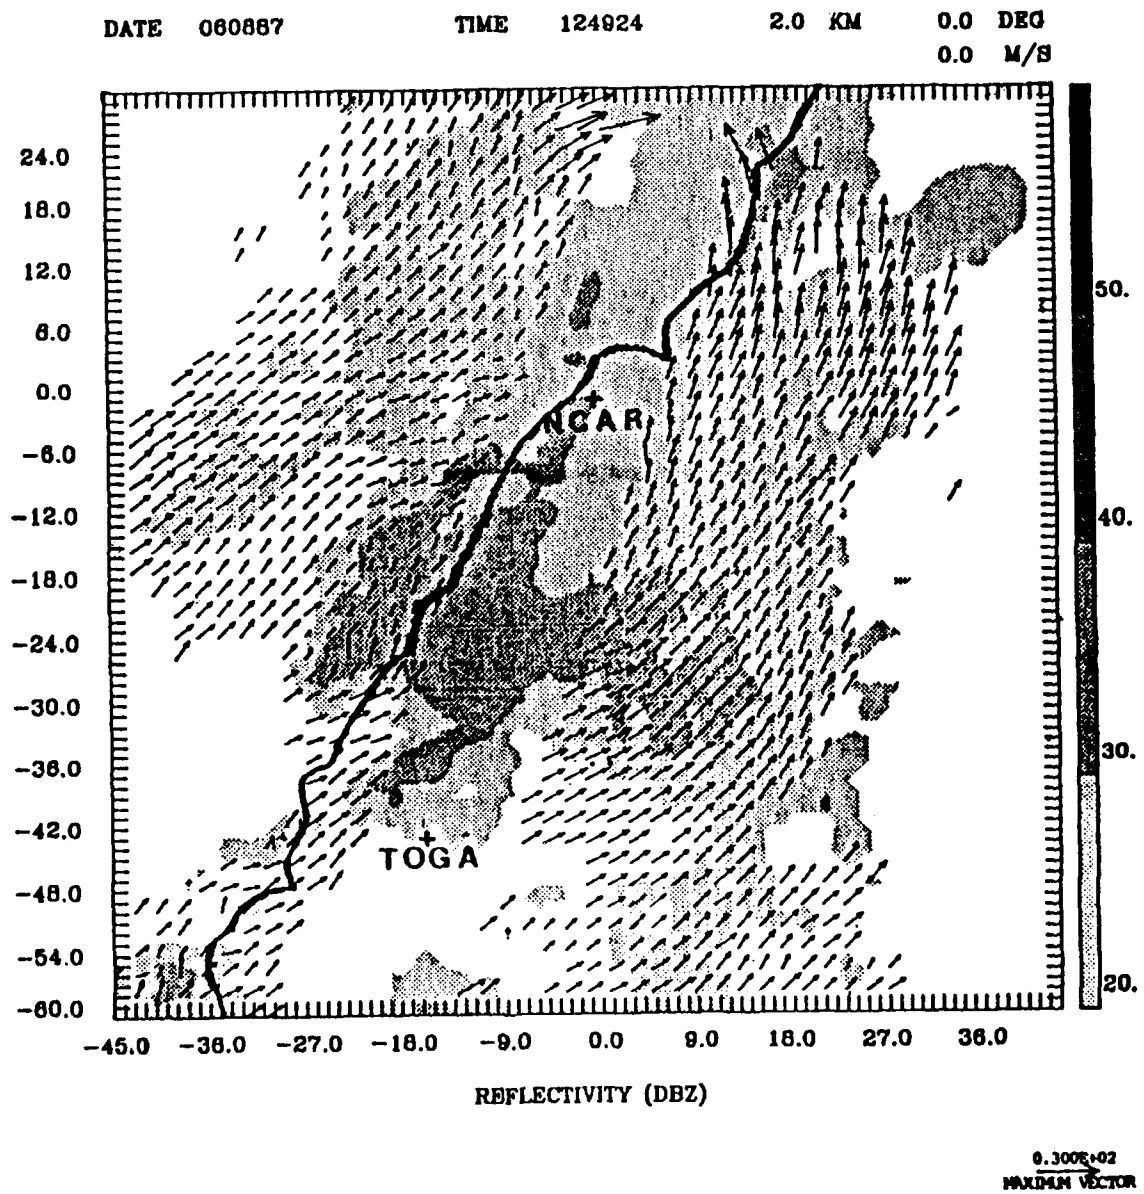 DATE 060887 TIME 124924 2.0 KM 0.0 DEG
0.0 M/S
24.0
18.0
12.0
6.0
0.0
-6.0
-12.0
-18.0
-24.0
-30.0
-36.0
-42.0
-48.0
-54.0
-60.0
NCAR
TOGA
50.
40.
30.
20.
-45.0 -36.0 -27.0 -18.0 -9.0 0.0 9.0 18.0 27.0 36.0
REFLECTIVITY (DBZ)
0.300E+02
MAXIMUM VECTOR